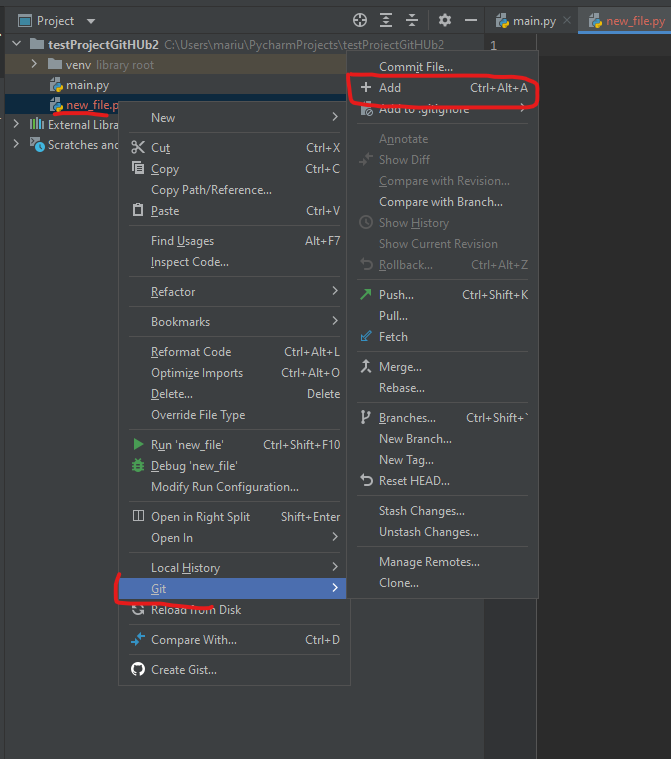 Project
main.py
new_file.py
testProjectGitHUb2 C:\Users\mariu\PycharmProjects\testProjectGitHUb2
1
venv library root
main.py
new_file.p
External Libra
Scratches and
New
Cut Ctrl+X
Copy Ctrl+C
Copy Path/Reference...
Paste Ctrl+V
Find Usages Alt+F7
Inspect Code...
Refactor
Bookmarks
Reformat Code Ctrl+Alt+L
Optimize Imports Ctrl+Alt+O
Delete... Delete
Override File Type
Run 'new_file' Ctrl+Shift+F10
Debug 'new_file'
Modify Run Configuration...
Open in Right Split Shift+Enter
Open In
Local History
Git
Reload from Disk
Compare With... Ctrl+D
Create Gist...
Commit File...
Add Ctrl+Alt+A
Add to .gitignore
Annotate
Show Diff
Compare with Revision...
Compare with Branch...
Show History
Show Current Revision
Rollback... Ctrl+Alt+Z
Push... Ctrl+Shift+K
Pull...
Fetch
Merge...
Rebase...
Branches... Ctrl+Shift+`
New Branch...
New Tag...
Reset HEAD...
Stash Changes...
Unstash Changes...
Manage Remotes...
Clone...